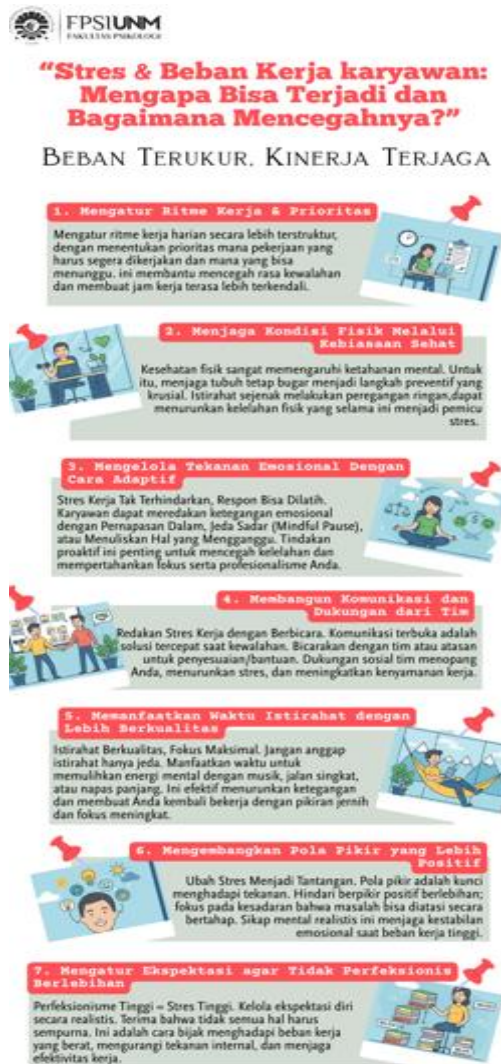 FPSIUNM
FAKULTAS PSIKOLOGI
“Stres & Beban Kerja karyawan:
Mengapa Bisa Terjadi dan
Bagaimana Mencegahnya?”
BEBAN TERUKUR, KINERJA TERJAGA
1. Mengatur Ritme Kerja & Prioritas
Mengatur ritme kerja harian secara lebih terstruktur,
dengan menentukan prioritas mana pekerjaan yang
harus segera dikerjakan dan mana yang bisa
menunggu. ini membantu mencegah rasa kewalahan
dan membuat jam kerja terasa lebih terkendali.
2. Menjaga Kondisi Fisik Melalui
Kebiasaan Sehat
Kesehatan fisik sangat memengaruhi ketahanan mental. Untuk
itu, menjaga tubuh tetap bugar menjadi langkah preventif yang
krusial. Istirahat sejenak melakukan peregangan ringan,dapat
menurunkan kelelahan fisik yang selama ini menjadi pemicu
stres.
3. Mengelola Tekanan Emosional Dengan
Cara Adaptif
Stres Kerja Tak Terhindarkan, Respon Bisa Dilatih.
Karyawan dapat meredakan ketegangan emosional
dengan Pernapasan Dalam, Jeda Sadar (Mindful Pause),
atau Menuliskan Hal yang Mengganggu. Tindakan
proaktif ini penting untuk mencegah kelelahan dan
mempertahankan fokus serta profesionalisme Anda.
4. Membangun Komunikasi dan
Dukungan dari Tim
Redakan Stres Kerja dengan Berbicara. Komunikasi terbuka adalah
solusi tercepat saat kewalahan. Bicarakan dengan tim atau atasan
untuk penyesuaian/bantuan. Dukungan sosial tim menopang
Anda, menurunkan stres, dan meningkatkan kenyamanan kerja.
5. Memanfaatkan Waktu Istirahat dengan
Lebih Berkualitas
Istirahat Berkualitas, Fokus Maksimal. Jangan anggap
istirahat hanya jeda. Manfaatkan waktu untuk
memulihkan energi mental dengan musik, jalan singkat,
atau napas panjang. Ini efektif menurunkan ketegangan
dan membuat Anda kembali bekerja dengan pikiran jernih
dan fokus meningkat.
6. Mengembangkan Pola Pikir yang Lebih
Positif
Ubah Stres Menjadi Tantangan. Pola pikir adalah kunci
menghadapi tekanan. Hindari berpikir positif berlebihan;
fokus pada kesadaran bahwa masalah bisa diatasi secara
bertahap. Sikap mental realistis ini menjaga kestabilan
emosional saat beban kerja tinggi.
7. Mengatur Ekspektasi agar Tidak Perfeksionis
Berlebihan
Perfeksionisme Tinggi = Stres Tinggi. Kelola ekspektasi diri
secara realistis. Terima bahwa tidak semua hal harus
sempurna. Ini adalah cara bijak menghadapi beban kerja
yang berat, mengurangi tekanan internal, dan menjaga
efektivitas kerja.